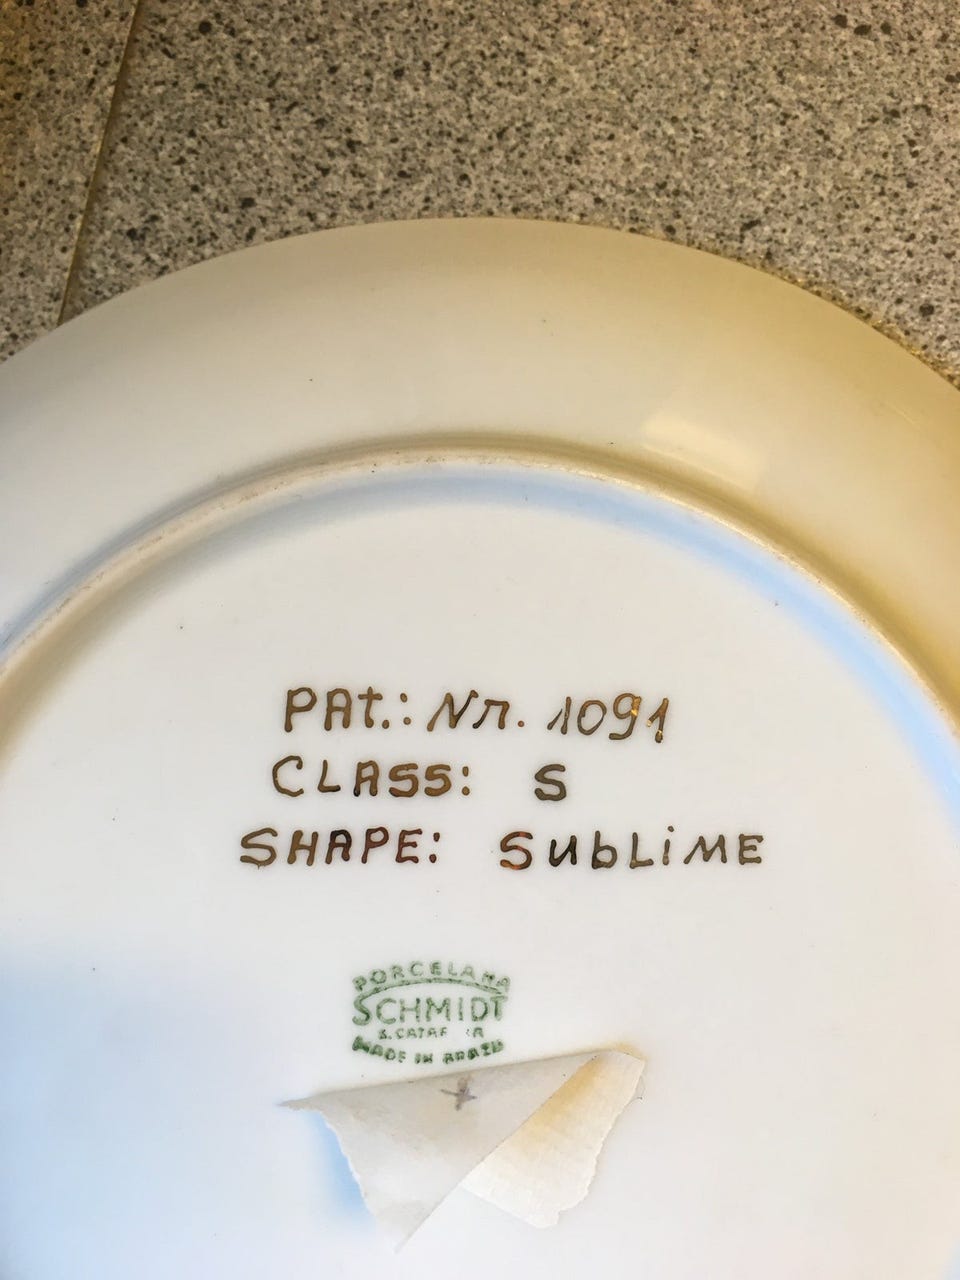 PAt.: Nr. 1091
CLASS: S
SHAPE: SubLiME
PORCELANA
SCHMIDT
MADE IN BRAZIL